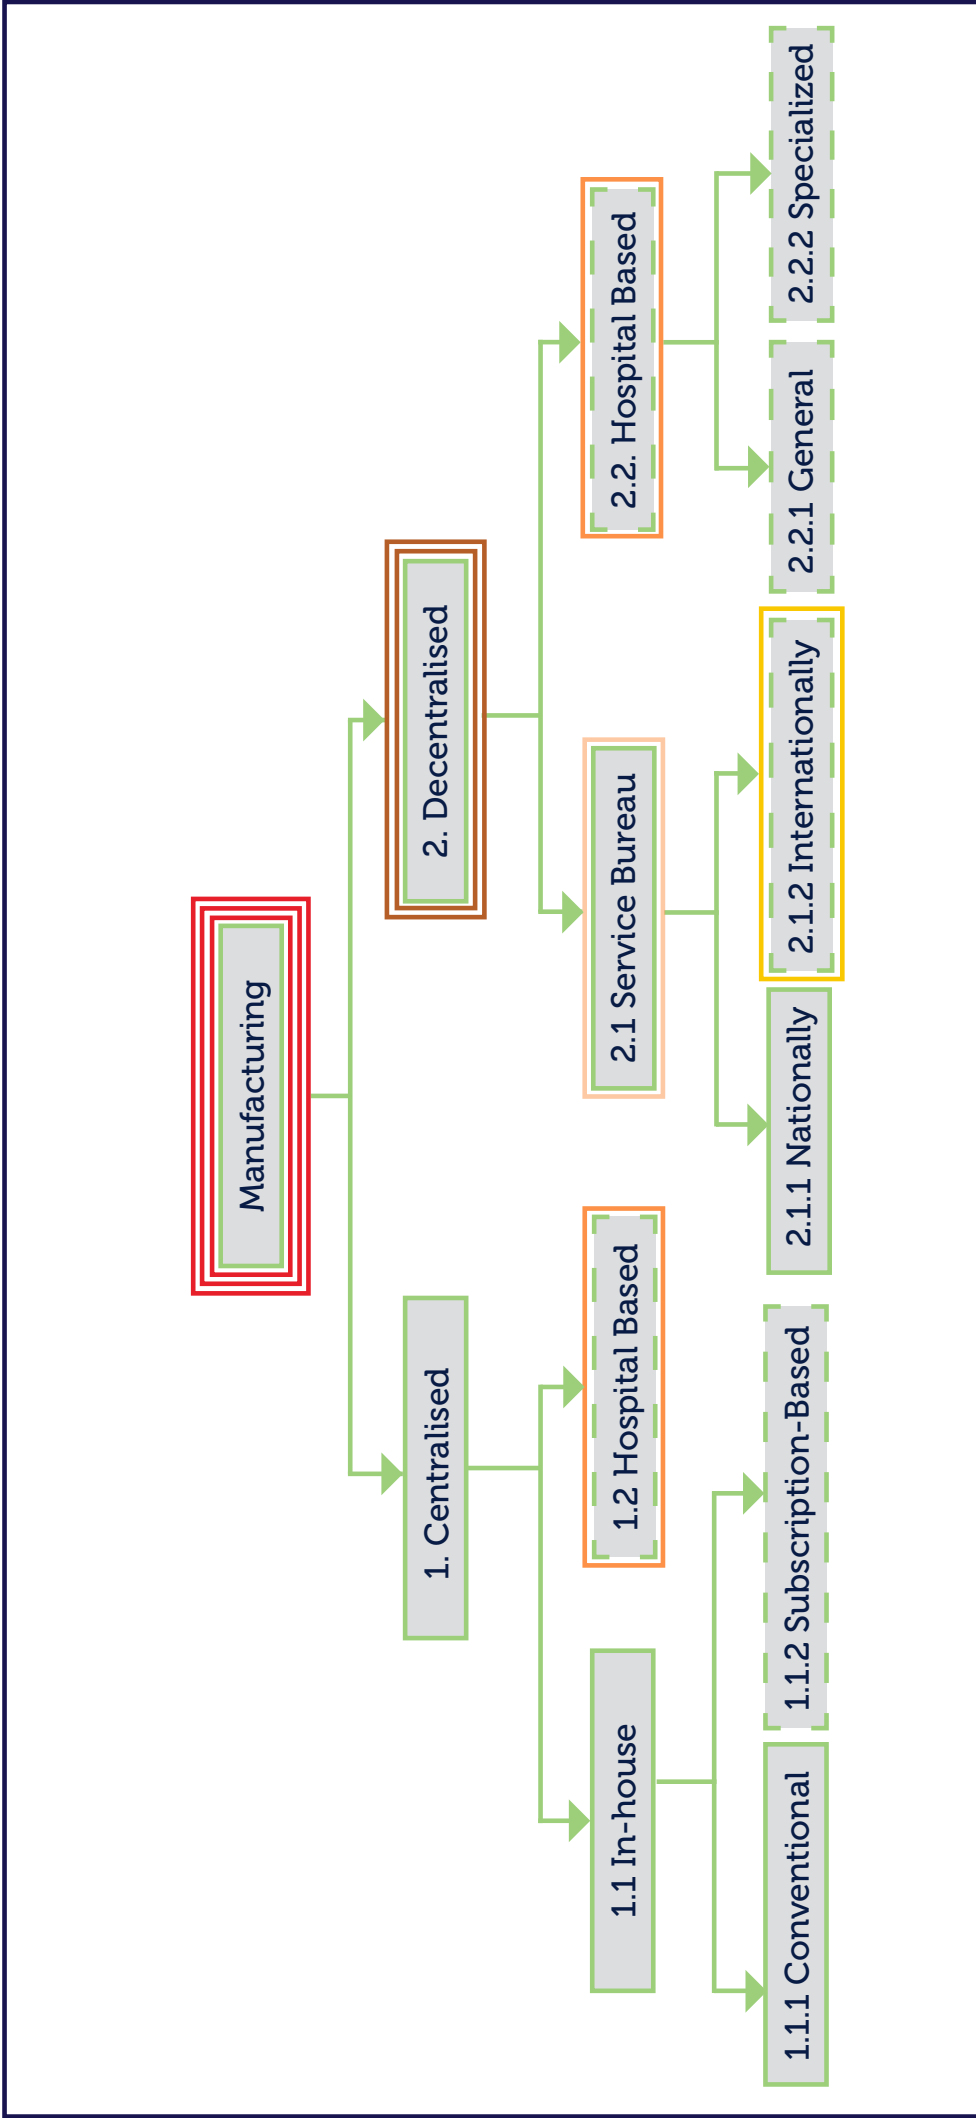 Manufacturing
1. Centralised
2. Decentralised
1.1 In-house
1.2 Hospital Based
2.1 Service Bureau
2.2. Hospital Based
1.1.1 Conventional
1.1.2 Subscription-Based
2.1.1 Nationally
2.1.2 Internationally
2.2.1 General
2.2.2 Specialized